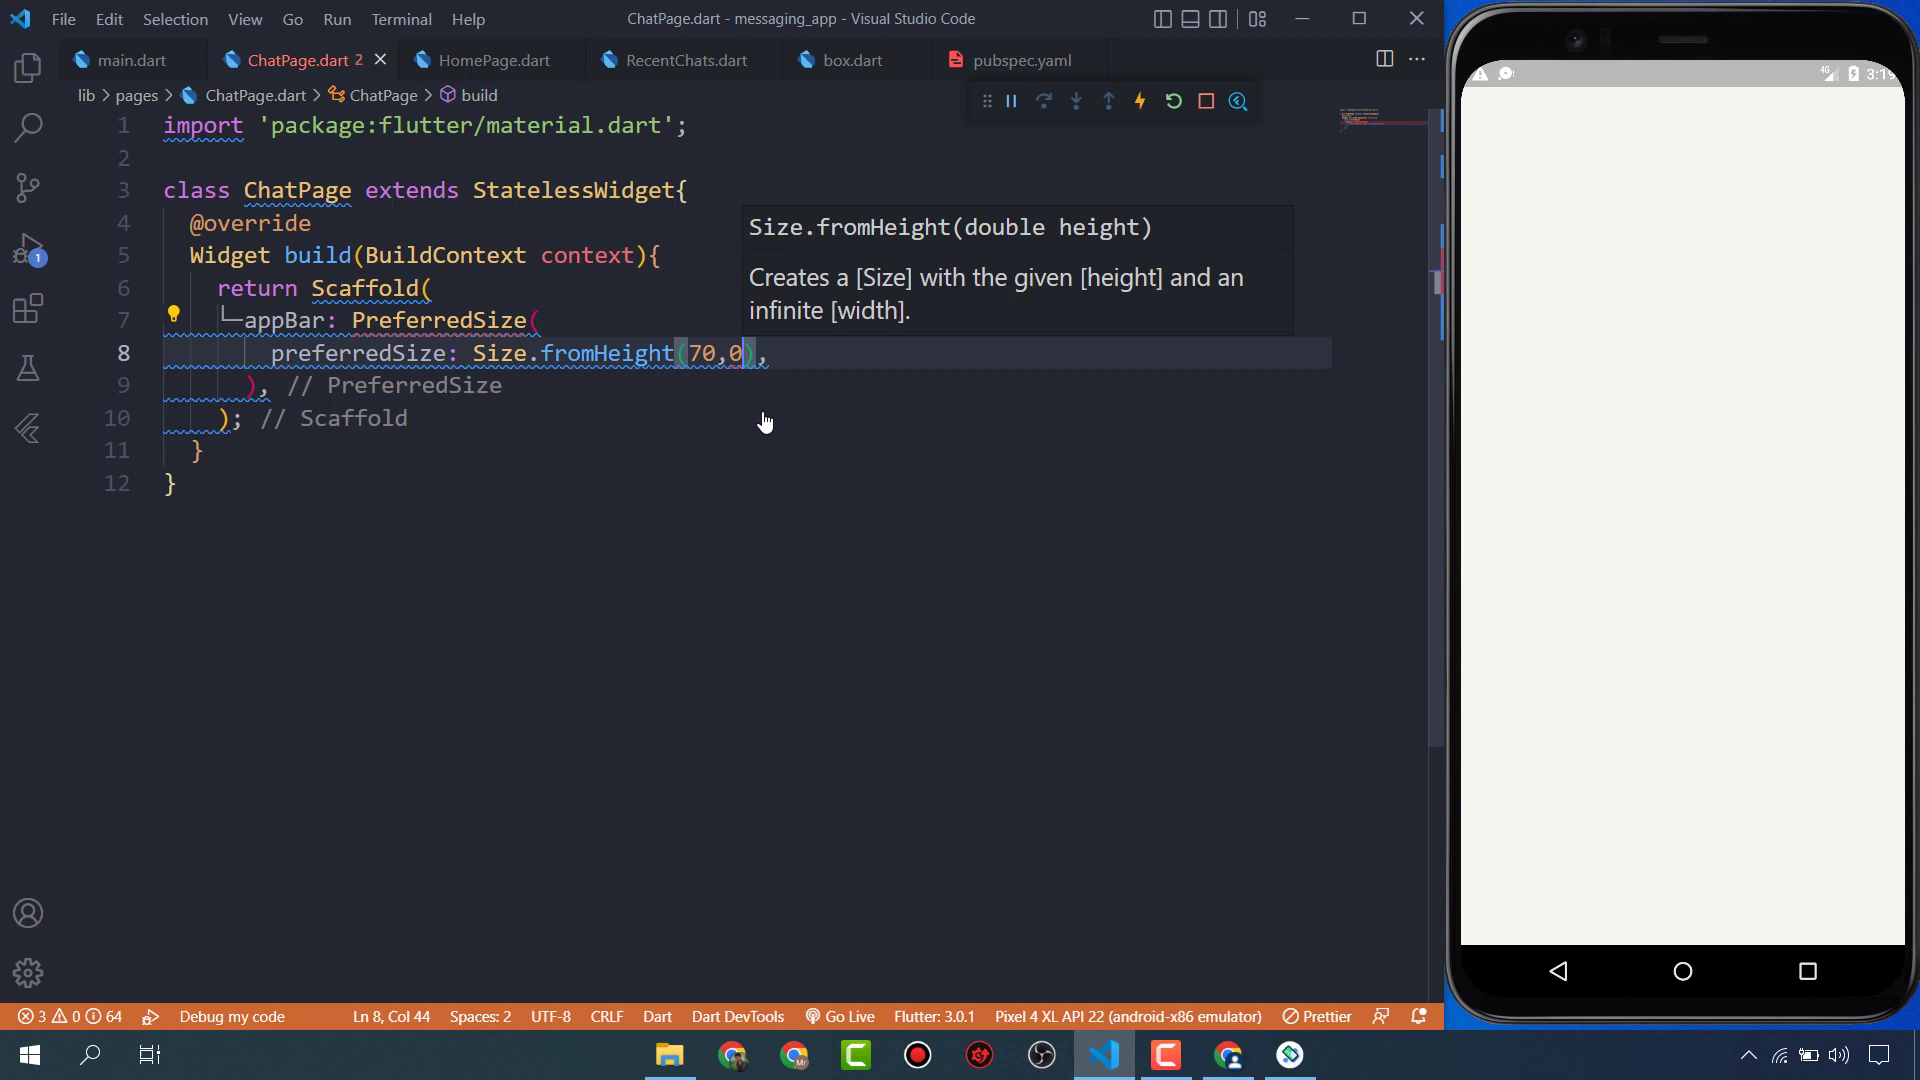 File Edit Selection View Go Run Terminal Help
ChatPage.dart - messaging_app - Visual Studio Code
main.dart
ChatPage.dart 2
HomePage.dart
RecentChats.dart
box.dart
pubspec.yaml
lib > pages > ChatPage.dart > ChatPage > build
1 import 'package:flutter/material.dart';
2
3 class ChatPage extends StatelessWidget{
4 @override
5 Widget build(BuildContext context){
6 return Scaffold(
7 appBar: PreferredSize(
8 preferredSize: Size.fromHeight(70,0),
9 ), // PreferredSize
10 ); // Scaffold
11 }
12 }
Size.fromHeight(double height)
Creates a [Size] with the given [height] and an
infinite [width].
1
4G 3:19
3 0 64 Debug my code Ln 8, Col 44 Spaces: 2 UTF-8 CRLF Dart Dart DevTools Go Live Flutter: 3.0.1 Pixel 4 XL API 22 (android-x86 emulator) Prettier